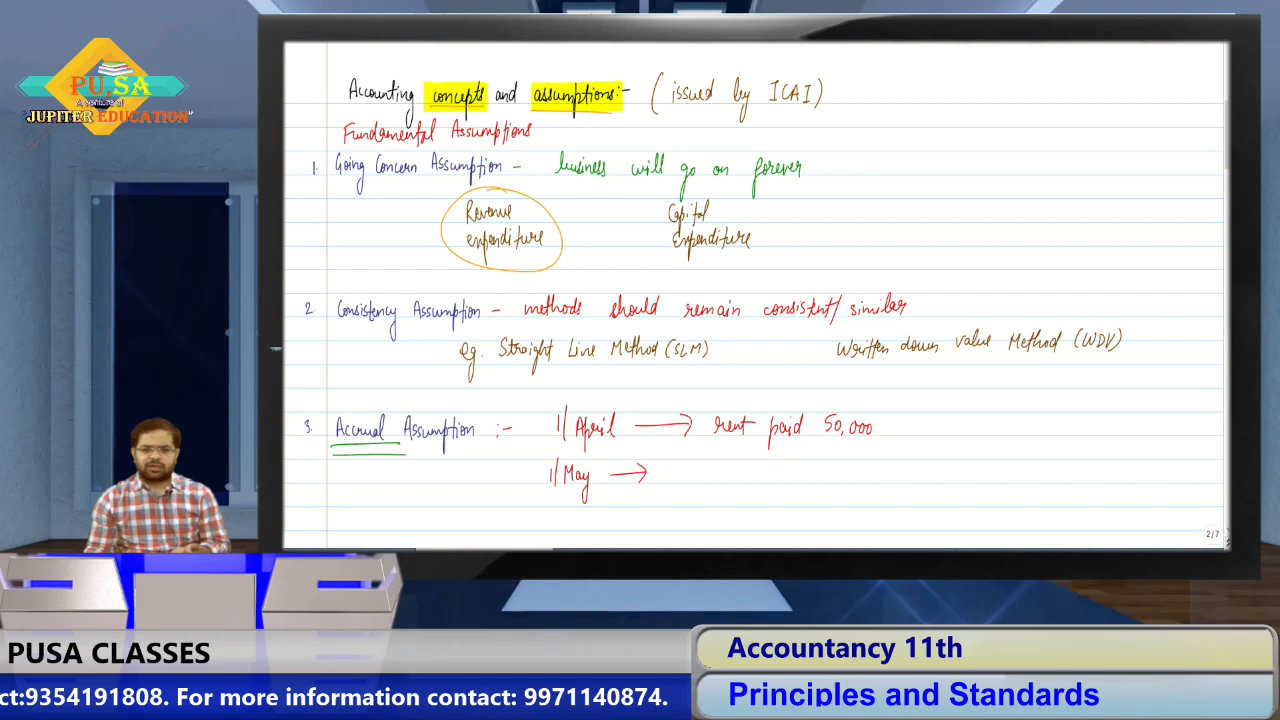 PU,SA
A venture of
JUPITER EDUCATION
Accounting concepts and assumptions:- (issued by ICAI)
Fundamental Assumptions
1. Going Concern Assumption - business will go on forever
Revenue expenditure
Capital Expenditure
2. Consistency Assumption - methods should remain consistent/similar
eg. Straight Line Method (SLM) Written down value Method (WDV)
3. Accrual Assumption :- 1/April → rent paid 50,000
1/May →
2/7
PUSA CLASSES
Accountancy 11th
ct:9354191808. For more information contact: 9971140874.
Principles and Standards